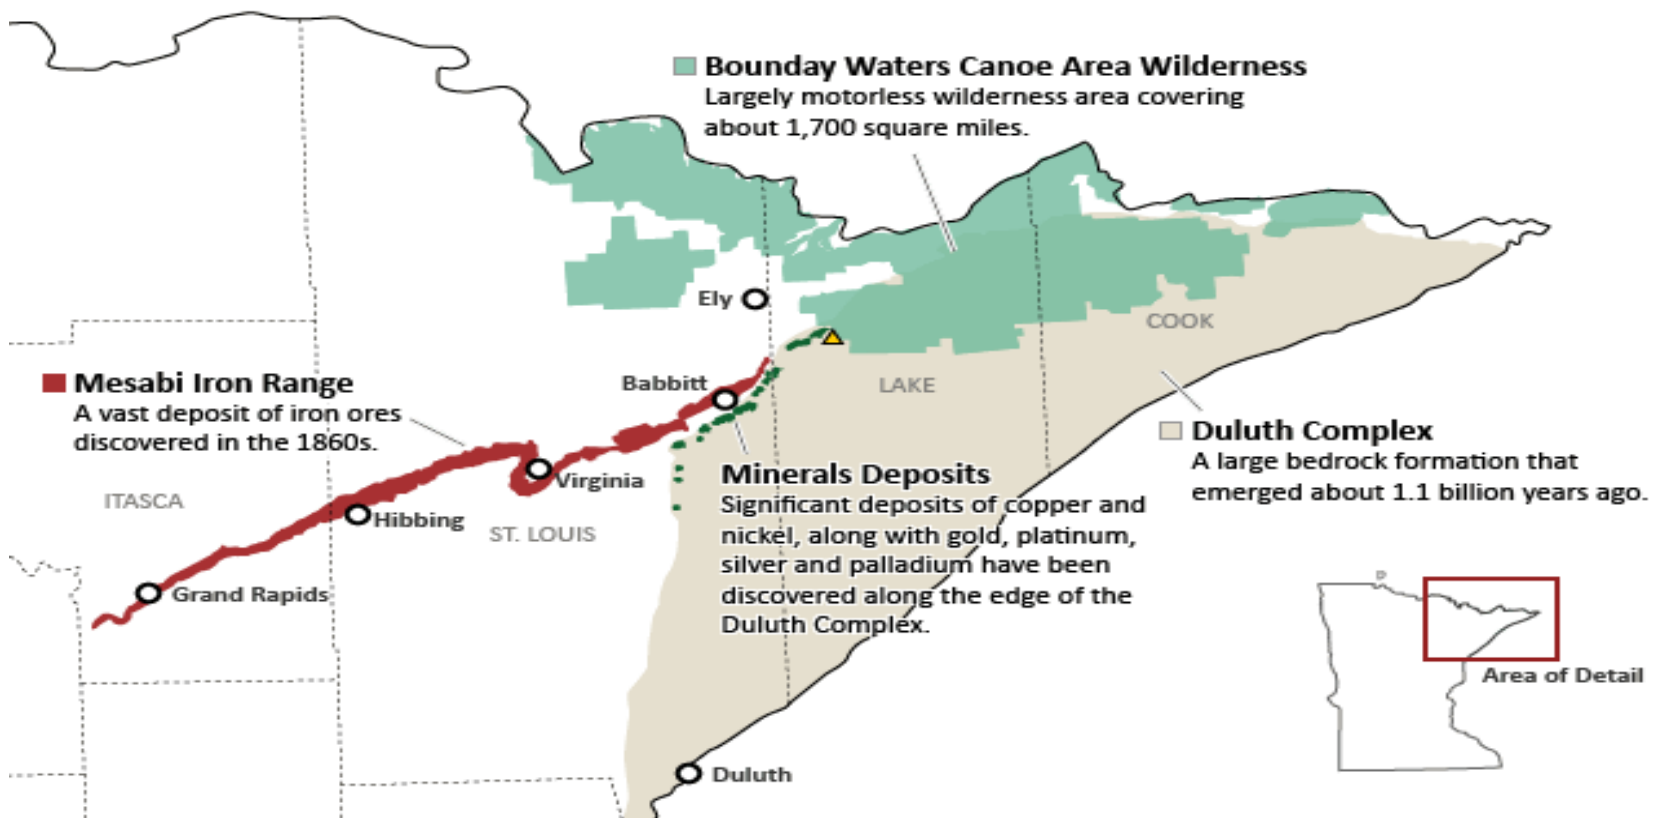 Bounday Waters Canoe Area Wilderness
Largely motorless wilderness area covering
about 1,700 square miles.
Ely
COOK
Mesabi Iron Range
A vast deposit of iron ores
discovered in the 1860s.
Babbitt
LAKE
Duluth Complex
A large bedrock formation that
emerged about 1.1 billion years ago.
Virginia
Minerals Deposits
Significant deposits of copper and
nickel, along with gold, platinum,
silver and palladium have been
discovered along the edge of the
Duluth Complex.
ITASCA
Hibbing
ST. LOUIS
Grand Rapids
Area of Detail
Duluth